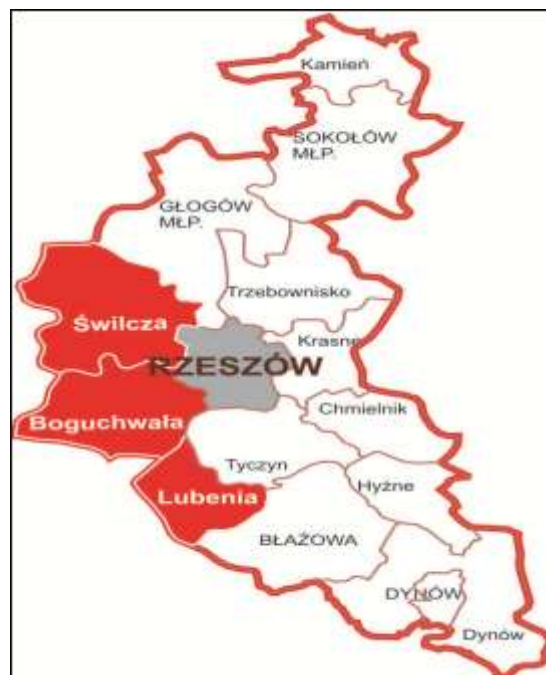 Kamień
SOKOŁÓW
MŁP.
GŁOGÓW
MŁP.
Trzebownisko
Świlcza
Krasne
RZESZÓW
Chmielnik
Boguchwała
Tyczyn
Hyżne
Lubenia
BŁAŻOWA
DYNÓW
Dynów